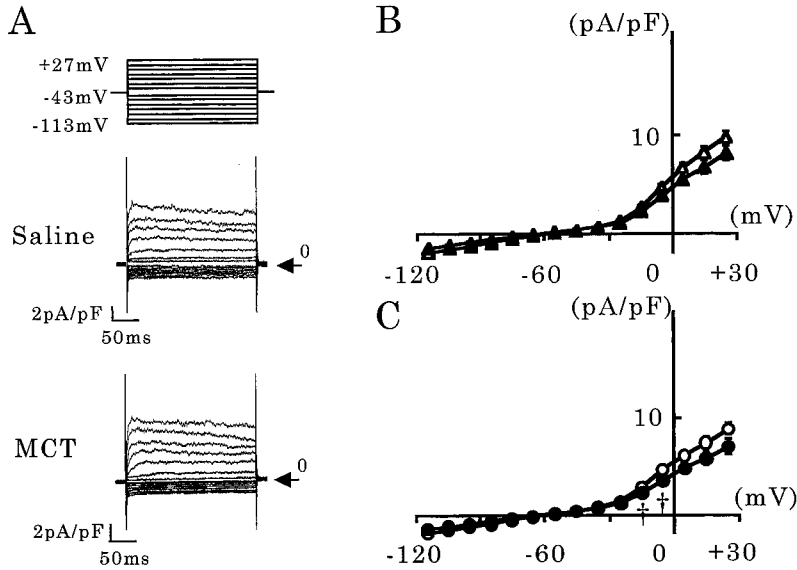 A
+27mV
-43mV
-113mV
Saline
0
2pA/pF
50ms
MCT
0
2pA/pF
50ms
B
(pA/pF)
10
(mV)
-120
-60
0
+30
C
(pA/pF)
10
(mV)
† †
-120
-60
0
+30